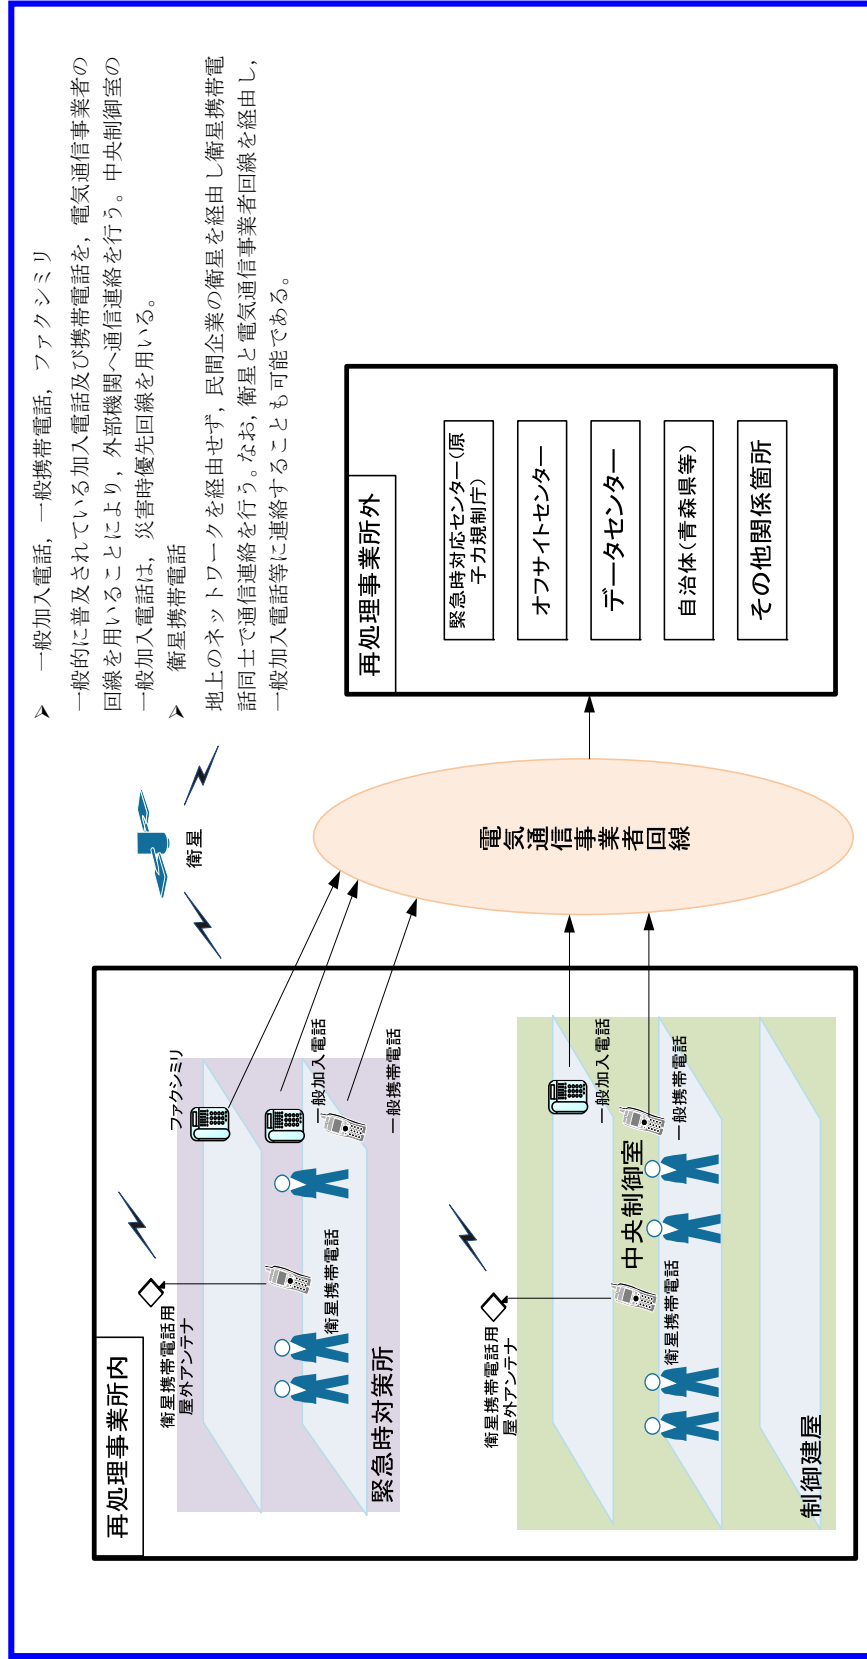 ➢ 一般加入電話，一般携帯電話，ファクシミリ
一般的に普及されている加入電話及び携帯電話を，電気通信事業者の
回線を用いることにより，外部機関へ通信連絡を行う。中央制御室の
一般加入電話は，災害時優先回線を用いる。
➢ 衛星携帯電話
地上のネットワークを経由せず，民間企業の衛星を経由し衛星携帯電
話同士で通信連絡を行う。なお，衛星と電気通信事業者回線を経由し，
一般加入電話等に連絡することも可能である。
衛星
再処理事業所内
衛星携帯電話用
屋外アンテナ
ファクシミリ
一般加入電話
一般携帯電話
衛星携帯電話
緊急時対策所
衛星携帯電話用
屋外アンテナ
一般加入電話
中央制御室
一般携帯電話
衛星携帯電話
制御建屋
電気通信事業者回線
再処理事業所外
緊急時対応センター（原
子力規制庁）
オフサイトセンター
データセンター
自治体（青森県等）
その他関係箇所